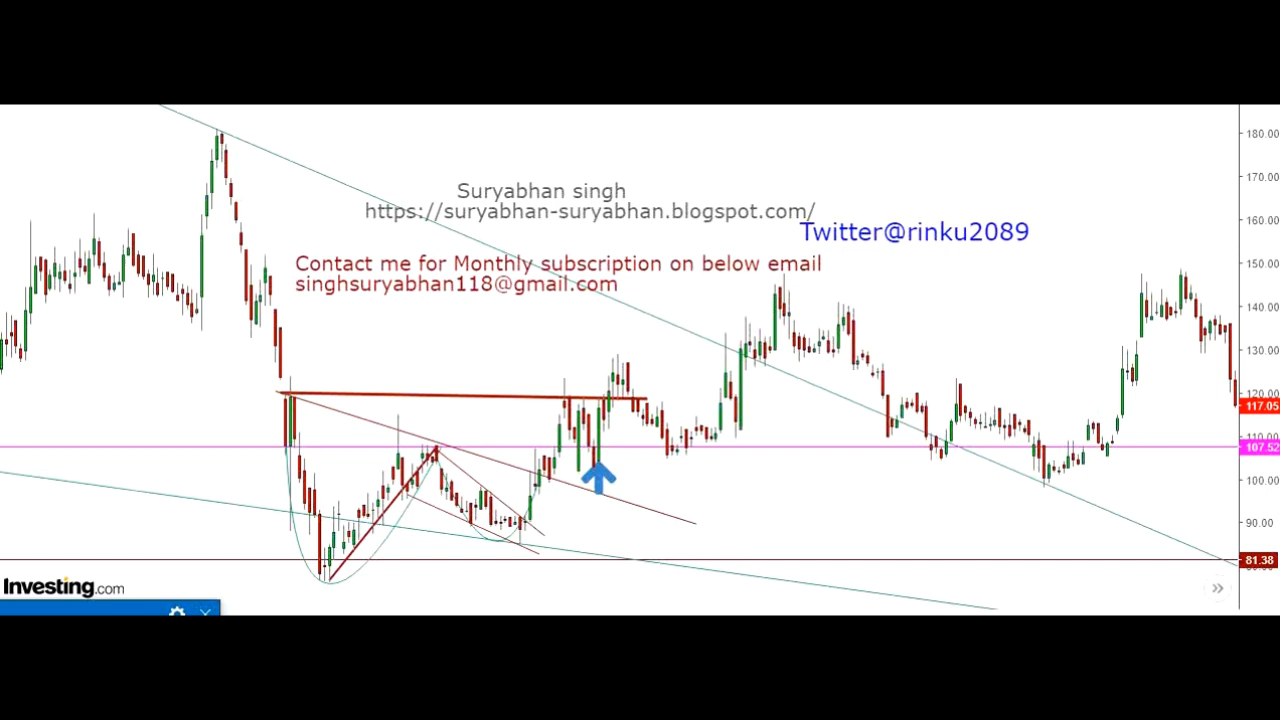 180.00
170.00
Suryabhan singh
https://suryabhan-suryabhan.blogspot.com/
160.00
Twitter@rinku2089
Contact me for Monthly subscription on below email
150.00
singhsuryabhan118@gmail.com
140.00
130.00
120.00
117.05
110.00
107.52
100.00
90.00
81.38
Investing.com